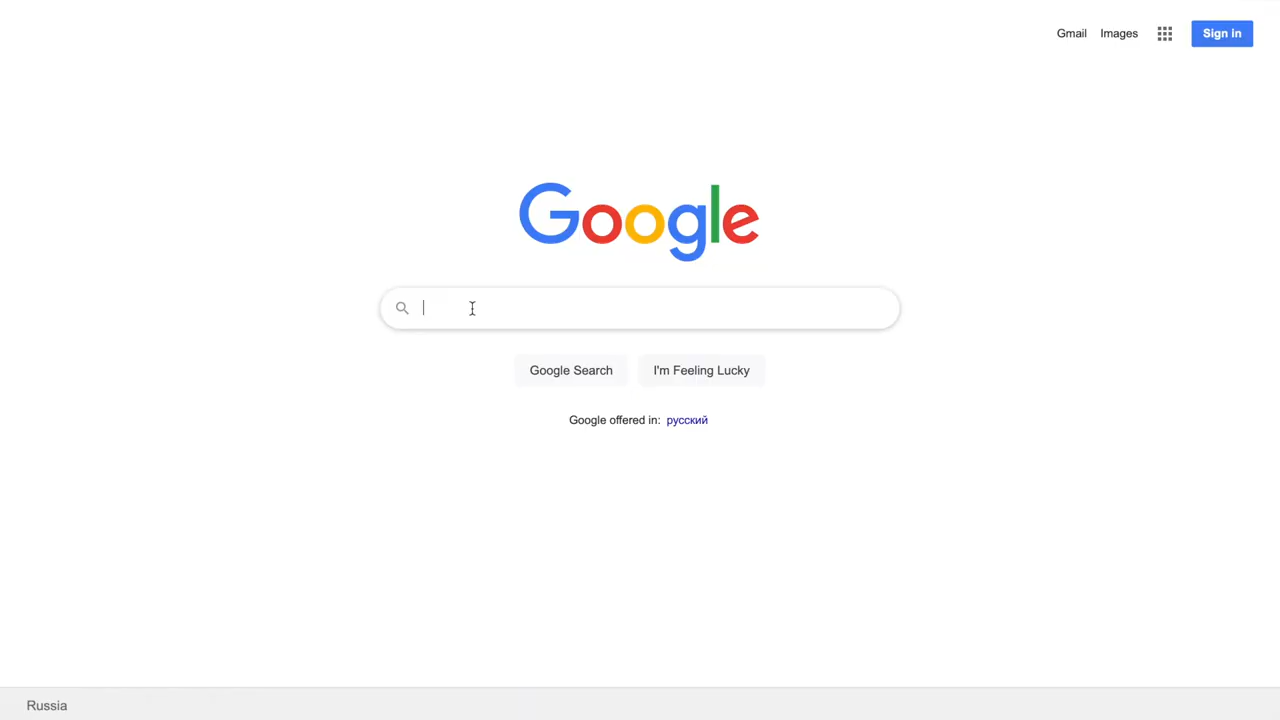 Gmail Images Sign in
Google
Google Search I'm Feeling Lucky
Google offered in: русский
Russia